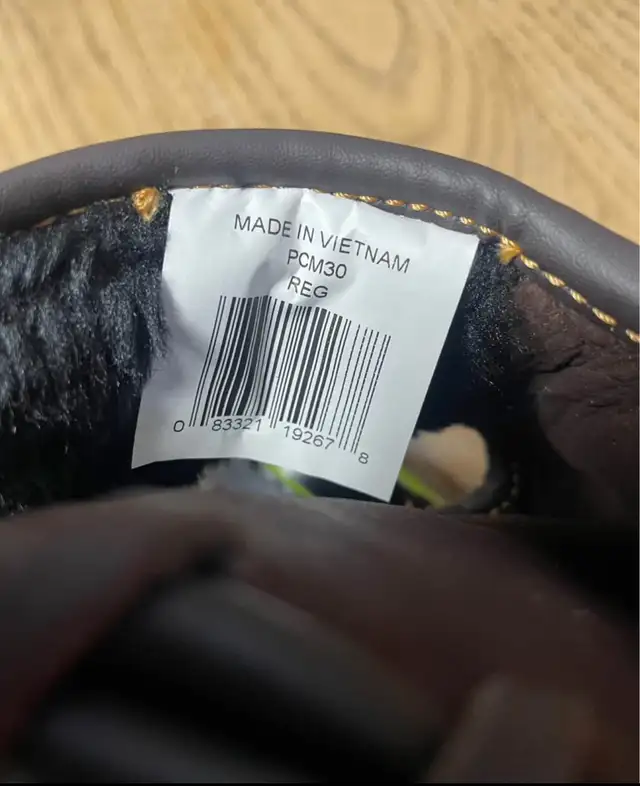 MADE IN VIETNAM
PCM30
REG
0 83321 19267 8